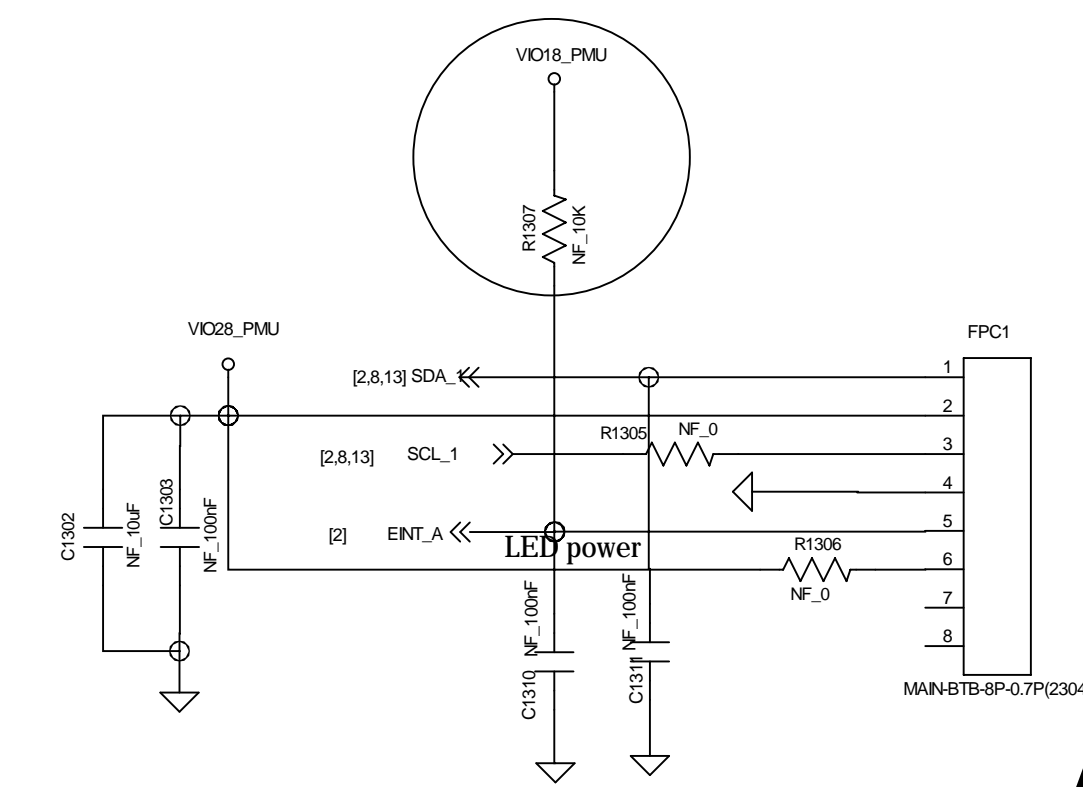 VIO18_PMU
R1307
NF_10K
VIO28_PMU
FPC1
[2,8,13] SDA_1
1
2
R1305
NF_0
[2,8,13]
SCL_1
3
4
C1302
NF_10uF
C1303
NF_100nF
[2]
EINT_A
5
LED power
R1306
NF_0
6
C1310
NF_100nF
C1311
NF_100nF
7
8
MAIN-BTB-8P-0.7P(2304